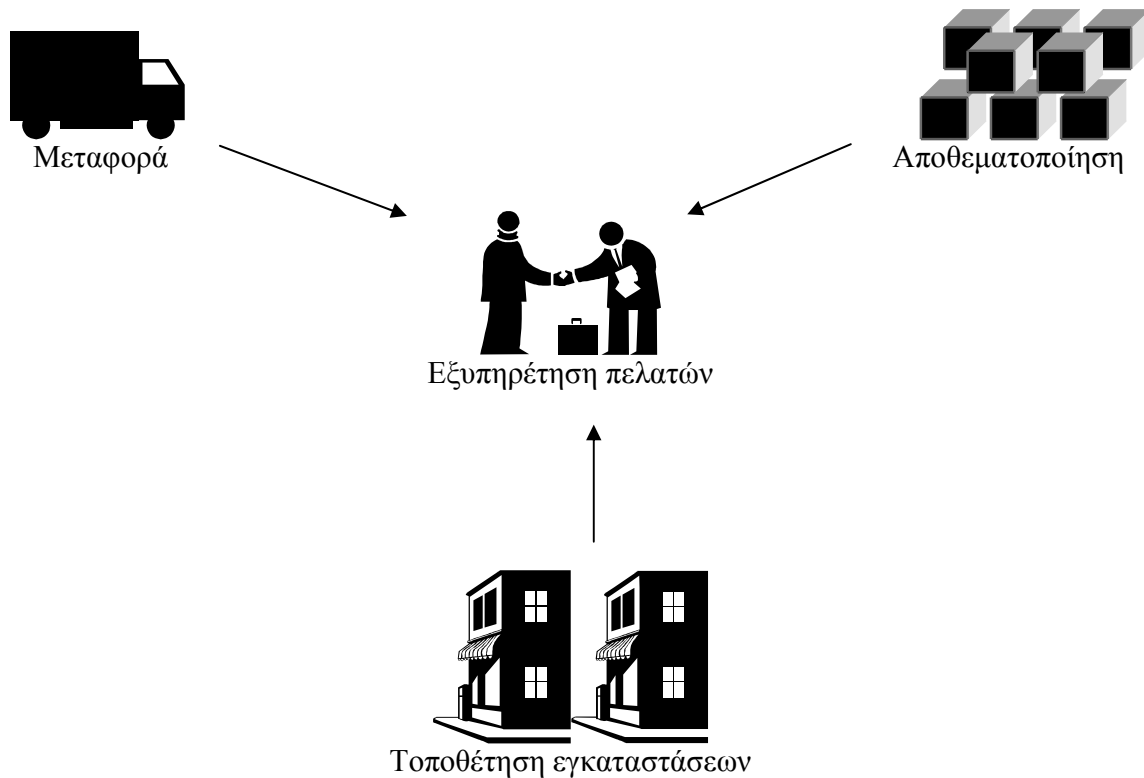 Μεταφορά
Αποθεματοποίηση
Εξυπηρέτηση πελατών
Τοποθέτηση εγκαταστάσεων